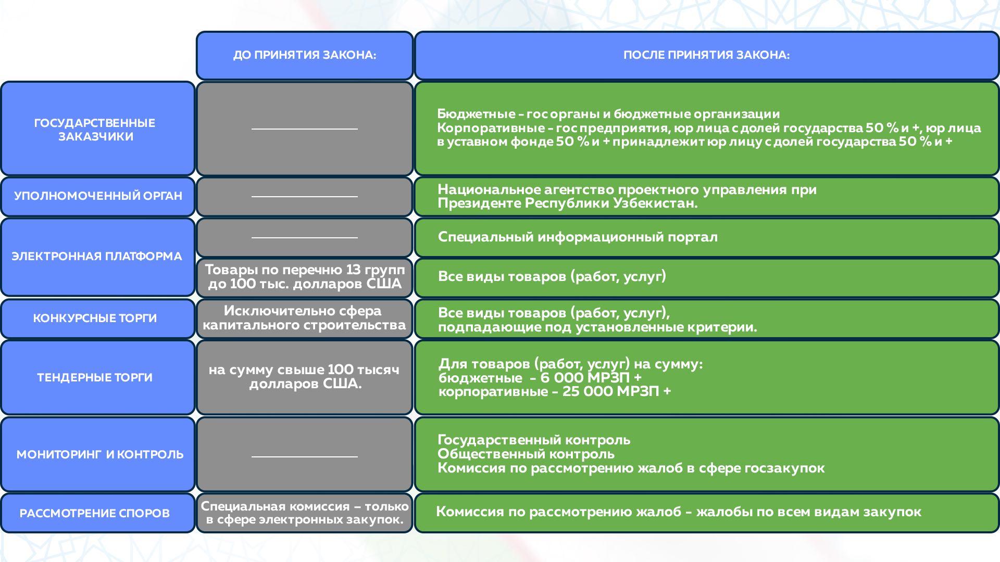 ДО ПРИНЯТИЯ ЗАКОНА:
ПОСЛЕ ПРИНЯТИЯ ЗАКОНА:
ГОСУДАРСТВЕННЫЕ
ЗАКАЗЧИКИ
Бюджетные - гос органы и бюджетные организации
Корпоративные - гос предприятия, юр лица с долей государства 50 % и +, юр лица
в уставном фонде 50 % и + принадлежит юр лицу с долей государства 50 % и +
УПОЛНОМОЧЕННЫЙ ОРГАН
Национальное агентство проектного управления при
Президенте Республики Узбекистан.
ЭЛЕКТРОННАЯ ПЛАТФОРМА
Специальный информационный портал
Товары по перечню 13 групп
до 100 тыс. долларов США
Все виды товаров (работ, услуг)
КОНКУРСНЫЕ ТОРГИ
Исключительно сфера
капитального строительства
Все виды товаров (работ, услуг),
подпадающие под установленные критерии.
ТЕНДЕРНЫЕ ТОРГИ
на сумму свыше 100 тысяч
долларов США.
Для товаров (работ, услуг) на сумму:
бюджетные - 6 000 МРЗП +
корпоративные - 25 000 МРЗП +
МОНИТОРИНГ И КОНТРОЛЬ
Государственный контроль
Общественный контроль
Комиссия по рассмотрению жалоб в сфере госзакупок
РАССМОТРЕНИЕ СПОРОВ
Специальная комиссия – только
в сфере электронных закупок.
Комиссия по рассмотрению жалоб - жалобы по всем видам закупок